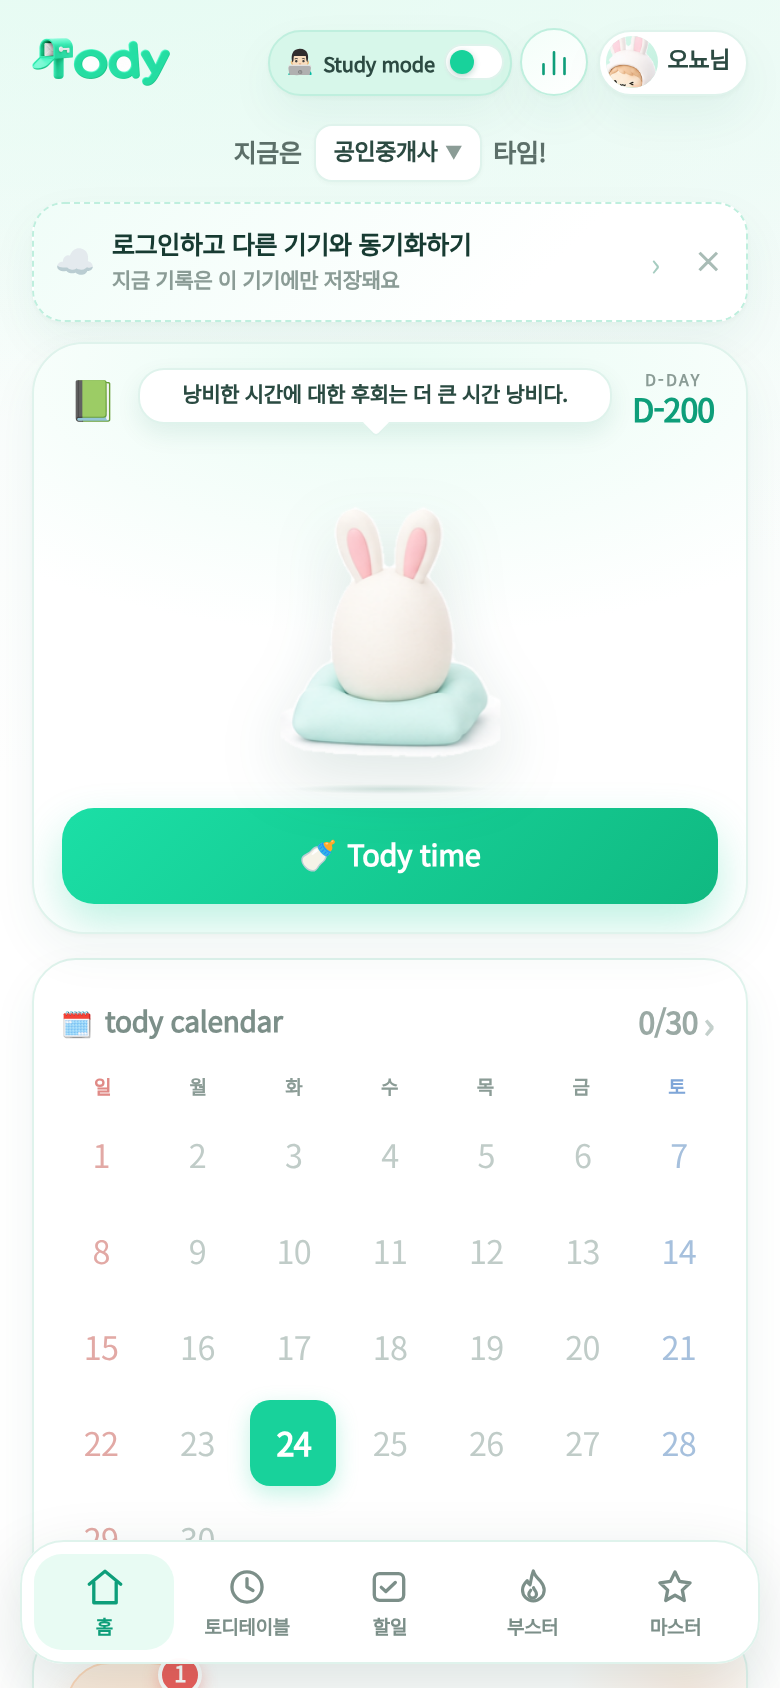 Tody
Study mode
오뇨님
지금은 공인중개사 ▼ 타임!
로그인하고 다른 기기와 동기화하기
지금 기록은 이 기기에만 저장돼요
낭비한 시간에 대한 후회는 더 큰 시간 낭비다.
D-DAY
D-200
Tody time
tody calendar
0/30 ›
일 월 화 수 목 금 토
1 2 3 4 5 6 7
8 9 10 11 12 13 14
15 16 17 18 19 20 21
22 23 24 25 26 27 28
29 30
홈 토디테이블 할일 부스터 마스터
1